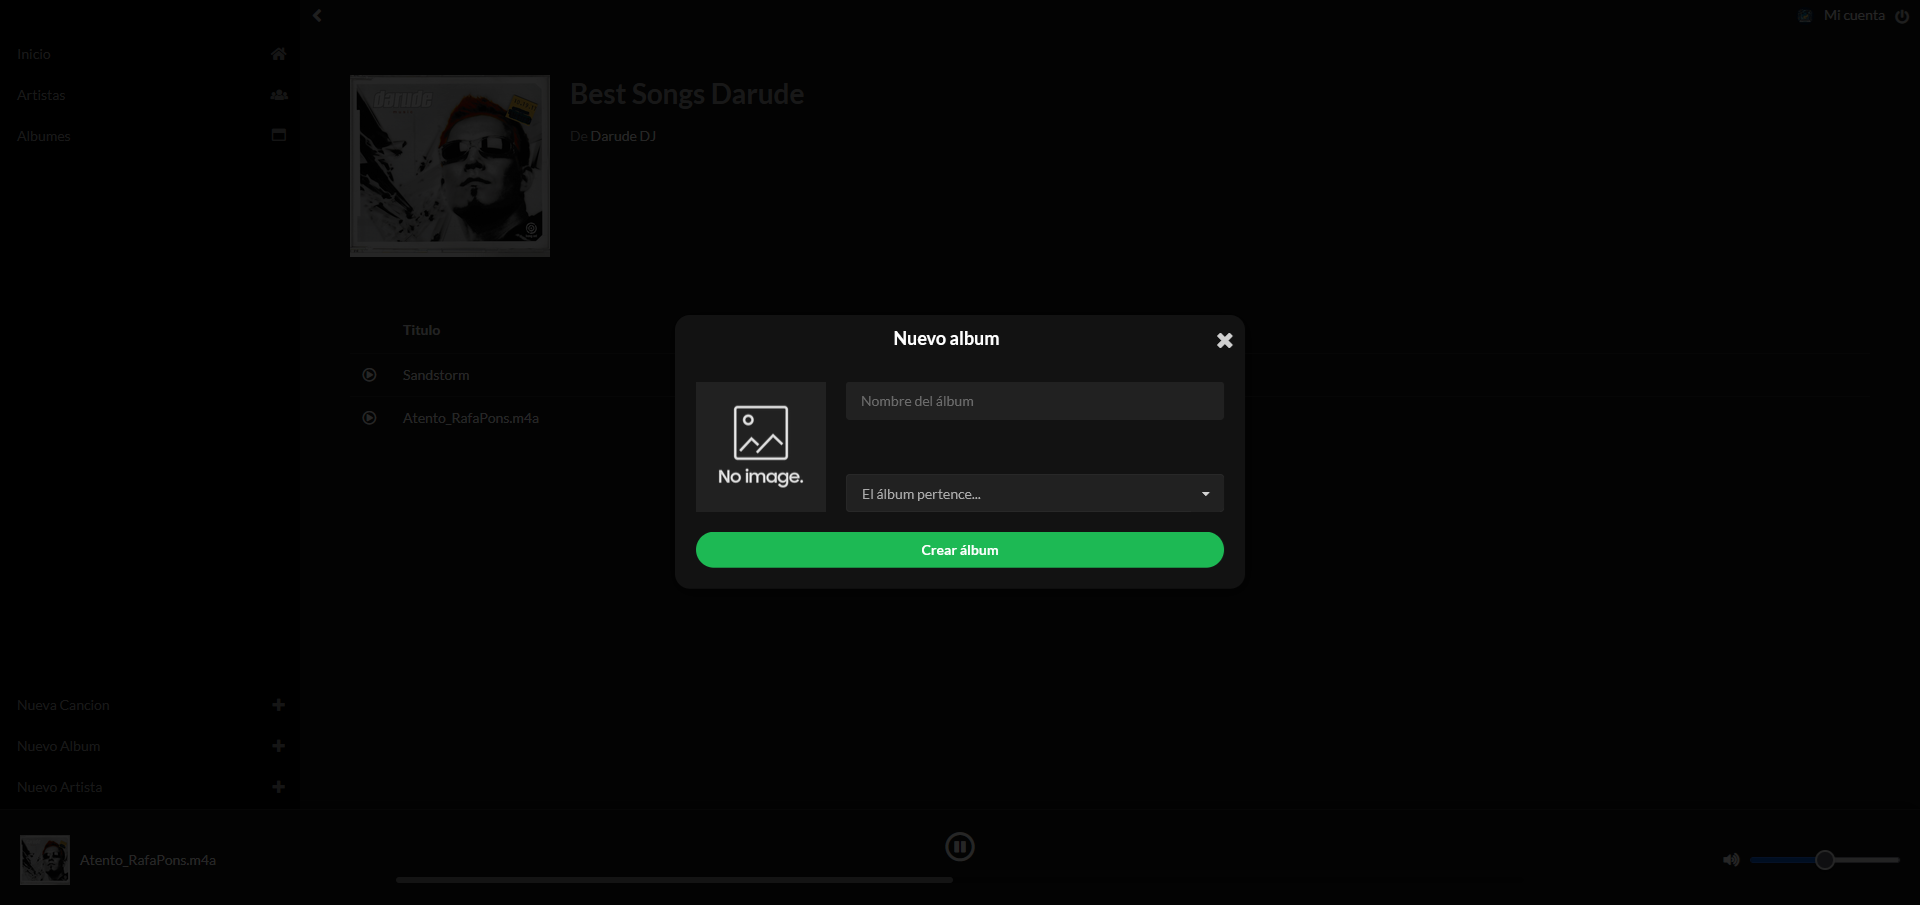 Mi cuenta
Inicio
Artistas
Albumes
darude
Best Songs Darude
De Darude DJ
Titulo
Sandstorm
Atento_RafaPons.m4a
Nuevo album
No image.
Nombre del álbum
El álbum pertence...
Crear álbum
Nueva Cancion
Nuevo Album
Nuevo Artista
Atento_RafaPons.m4a